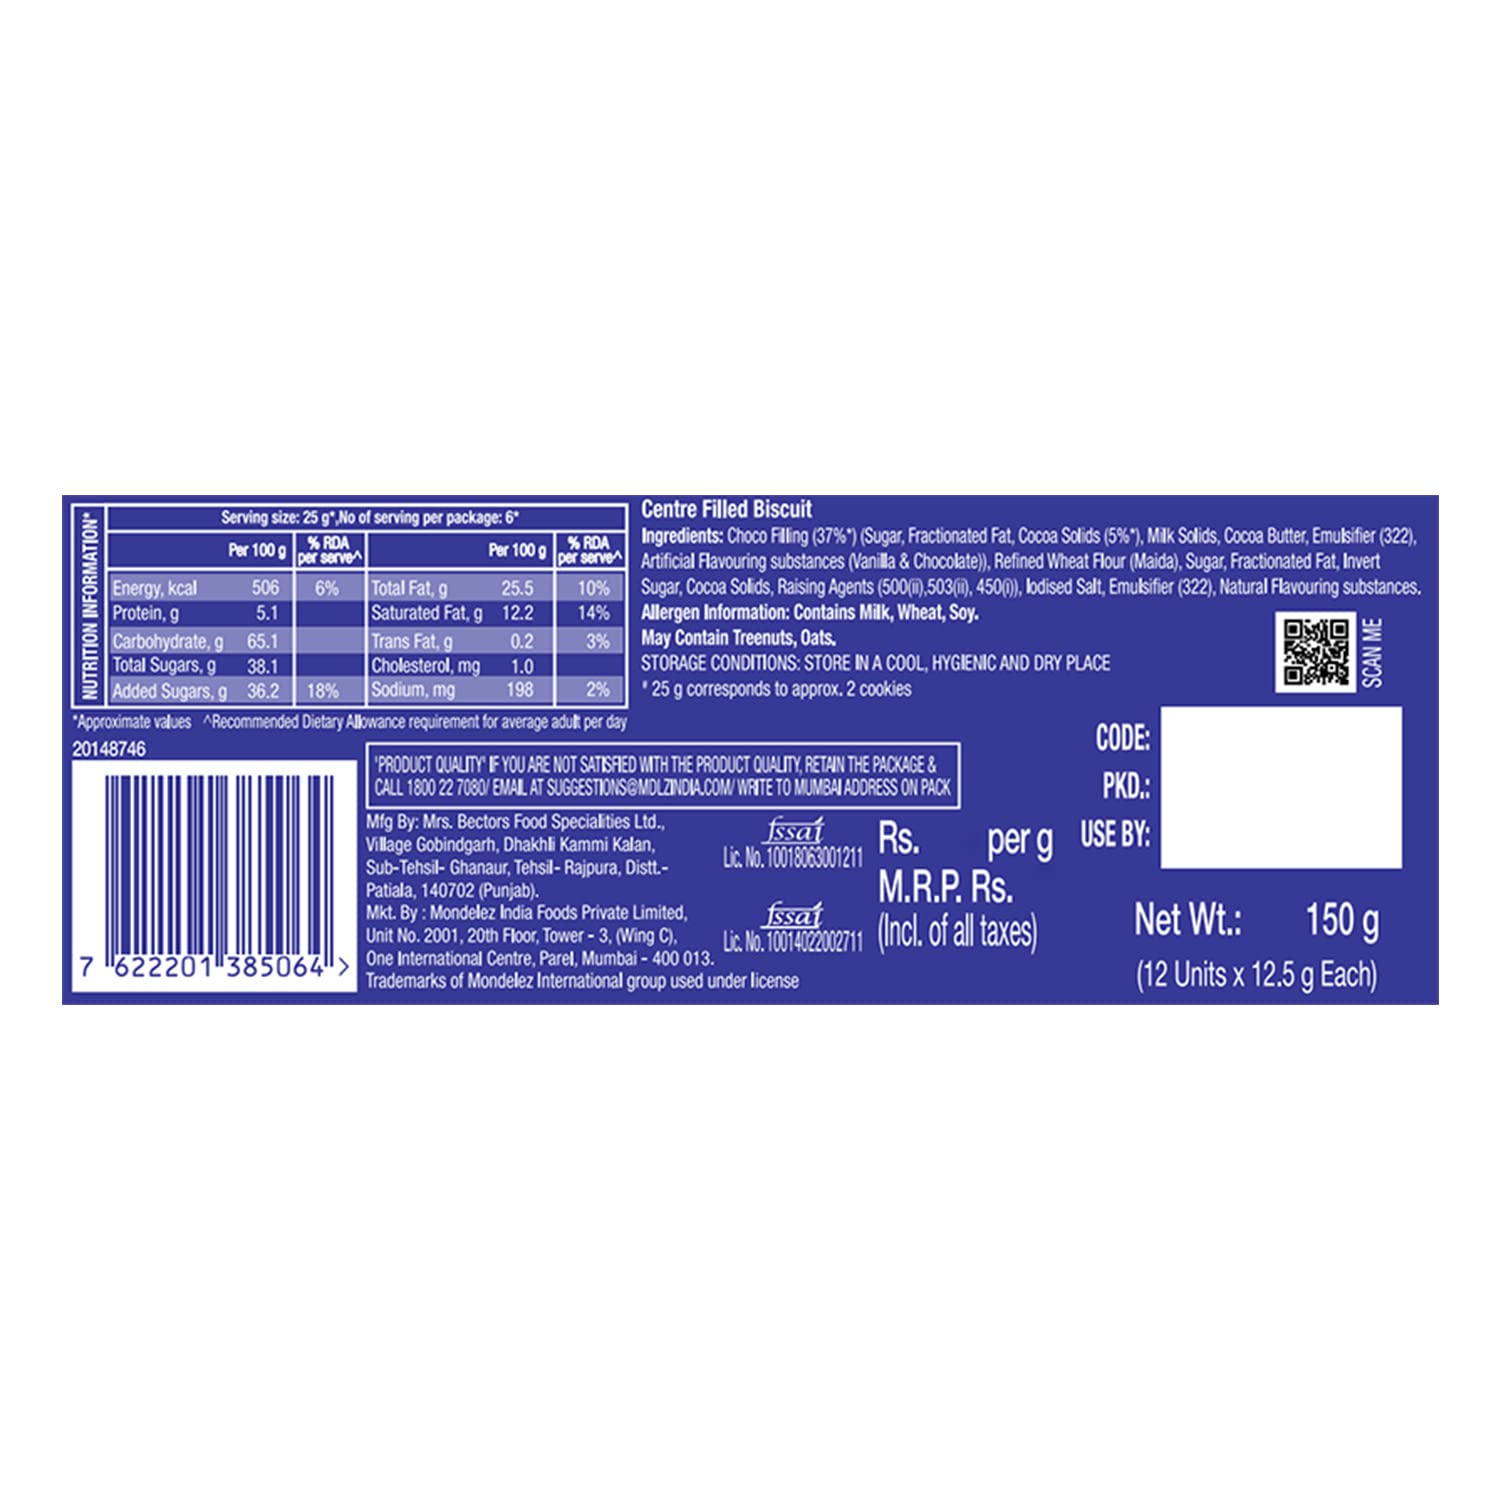 NUTRITION INFORMATION*
Serving size: 25 g*,No of serving per package: 6*
Per 100 g % RDA per serve^ Per 100 g % RDA per serve^
Energy, kcal 506 6% Total Fat, g 25.5 10%
Protein, g 5.1 Saturated Fat, g 12.2 14%
Carbohydrate, g 65.1 Trans Fat, g 0.2 3%
Total Sugars, g 38.1 Cholesterol, mg 1.0
Added Sugars, g 36.2 18% Sodium, mg 198 2%
*Approximate values ^Recommended Dietary Allowance requirement for average adult per day
20148746
7 622201 385064 >
Centre Filled Biscuit
Ingredients: Choco Filling (37%*) (Sugar, Fractionated Fat, Cocoa Solids (5%*), Milk Solids, Cocoa Butter, Emulsifier (322),
Artificial Flavouring substances (Vanilla & Chocolate)), Refined Wheat Flour (Maida), Sugar, Fractionated Fat, Invert
Sugar, Cocoa Solids, Raising Agents (500(ii),503(ii), 450(i)), Iodised Salt, Emulsifier (322), Natural Flavouring substances.
Allergen Information: Contains Milk, Wheat, Soy.
May Contain Treenuts, Oats.
STORAGE CONDITIONS: STORE IN A COOL, HYGIENIC AND DRY PLACE
* 25 g corresponds to approx. 2 cookies
SCAN ME
'PRODUCT QUALITY' IF YOU ARE NOT SATISFIED WITH THE PRODUCT QUALITY, RETAIN THE PACKAGE &
CALL 1800 22 7080/ EMAIL AT SUGGESTIONS@MDLZINDIA.COM/ WRITE TO MUMBAI ADDRESS ON PACK
Mfg By: Mrs. Bectors Food Specialities Ltd.,
Village Gobindgarh, Dhakhli Kammi Kalan,
Sub-Tehsil- Ghanaur, Tehsil- Rajpura, Distt.-
Patiala, 140702 (Punjab).
Mkt. By : Mondelez India Foods Private Limited,
Unit No. 2001, 20th Floor, Tower - 3, (Wing C),
One International Centre, Parel, Mumbai - 400 013.
Trademarks of Mondelez International group used under license
fssai
Lic. No. 10018063001211
fssai
Lic. No. 10014022002711
Rs. per g
M.R.P. Rs.
(Incl. of all taxes)
CODE:
PKD.:
USE BY:
Net Wt.: 150 g
(12 Units x 12.5 g Each)